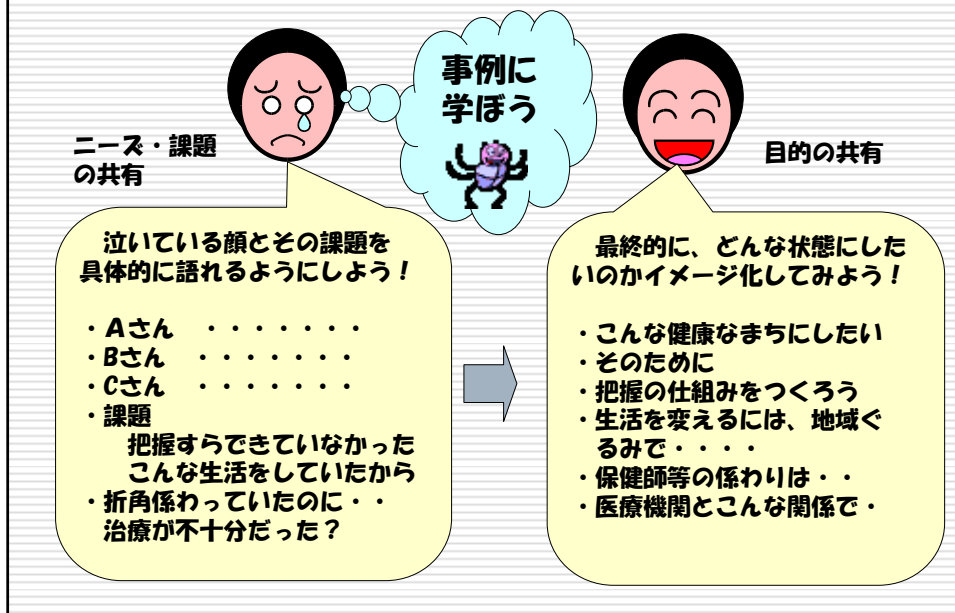 事例に
学ぼう
ニーズ・課題
の共有
目的の共有
泣いている顔とその課題を
具体的に語れるようにしよう！
・Aさん ・・・・・・・
・Bさん ・・・・・・・
・Cさん ・・・・・・・
・課題
把握すらできていなかった
こんな生活をしていたから
・折角係わっていたのに・・
治療が不十分だった？
最終的に、どんな状態にした
いのかイメージ化してみよう！
・こんな健康なまちにしたい
・そのために
・把握の仕組みをつくろう
・生活を変えるには、地域ぐ
るみで・・・・
・保健師等の係わりは・・
・医療機関とこんな関係で・